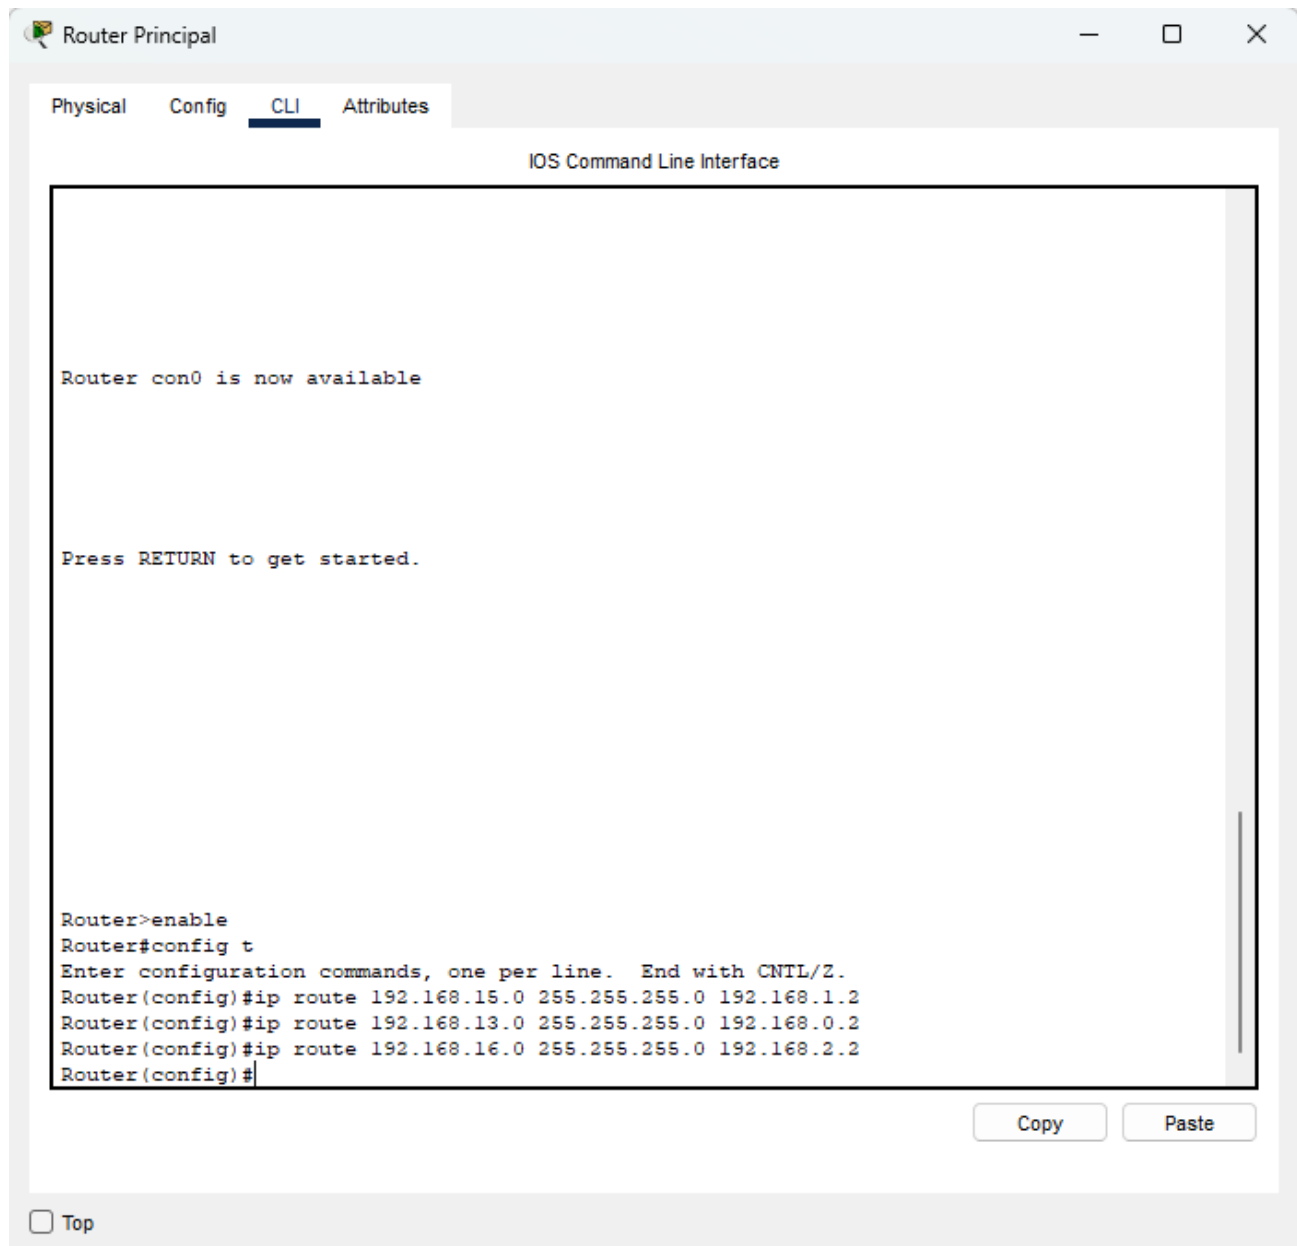 Router Principal
Physical Config CLI Attributes
IOS Command Line Interface
Router con0 is now available
Press RETURN to get started.
Router>enable
Router#config t
Enter configuration commands, one per line.  End with CNTL/Z.
Router(config)#ip route 192.168.15.0 255.255.255.0 192.168.1.2
Router(config)#ip route 192.168.13.0 255.255.255.0 192.168.0.2
Router(config)#ip route 192.168.16.0 255.255.255.0 192.168.2.2
Router(config)#
Copy Paste
Top